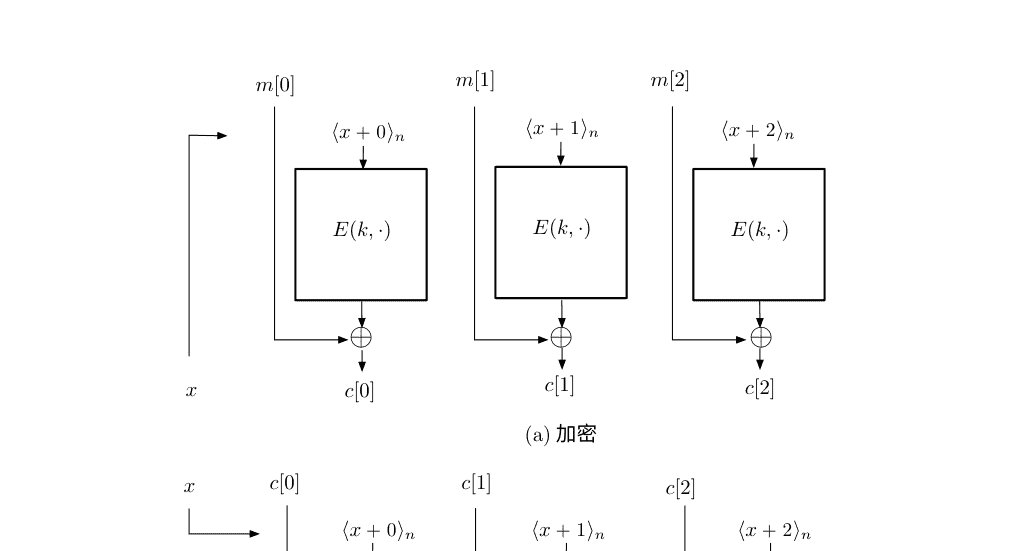 m[0] m[1] m[2]
⟨x + 0⟩ₙ ⟨x + 1⟩ₙ ⟨x + 2⟩ₙ
E(k, ·) E(k, ·) E(k, ·)
x c[0] c[1] c[2]
(a) 加密
x c[0] c[1] c[2]
⟨x + 0⟩ₙ ⟨x + 1⟩ₙ ⟨x + 2⟩ₙ